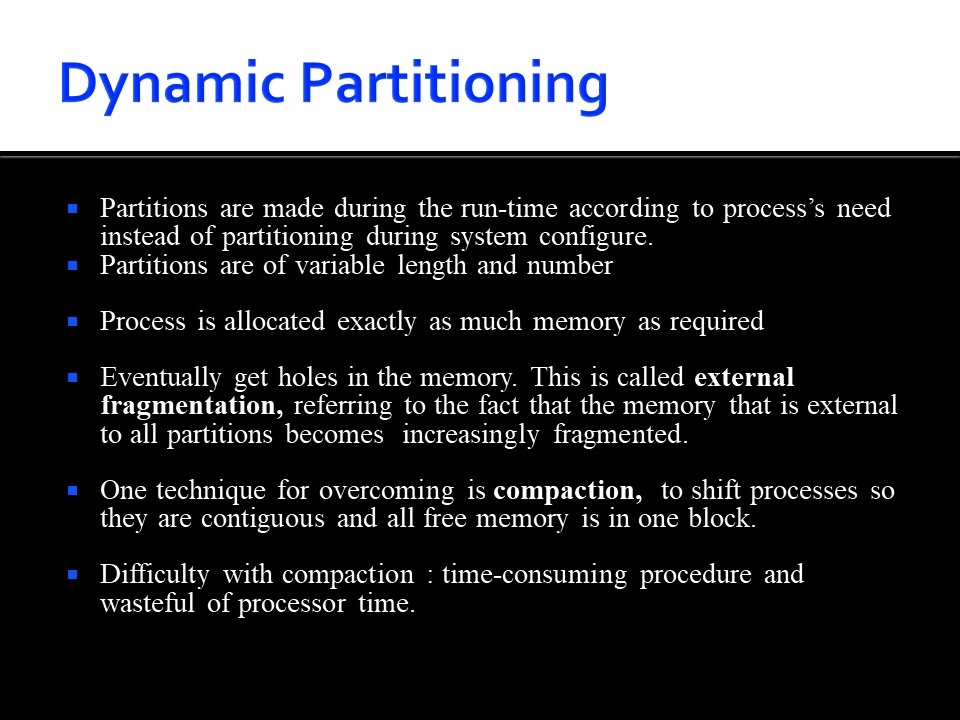 Dynamic Partitioning
▪ Partitions are made during the run-time according to process’s need
instead of partitioning during system configure.
▪ Partitions are of variable length and number
▪ Process is allocated exactly as much memory as required
▪ Eventually get holes in the memory. This is called external
fragmentation, referring to the fact that the memory that is external
to all partitions becomes increasingly fragmented.
▪ One technique for overcoming is compaction, to shift processes so
they are contiguous and all free memory is in one block.
▪ Difficulty with compaction : time-consuming procedure and
wasteful of processor time.